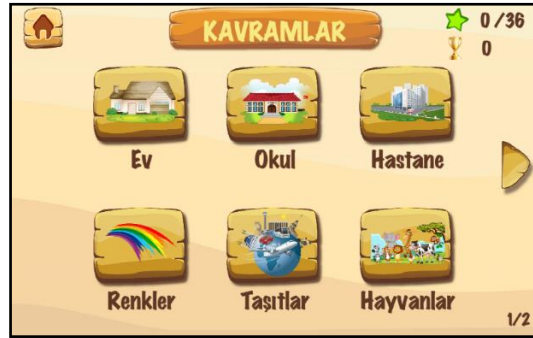 KAVRAMLAR
0/36
0
Ev Okul Hastane
Renkler Taşıtlar Hayvanlar
1/2